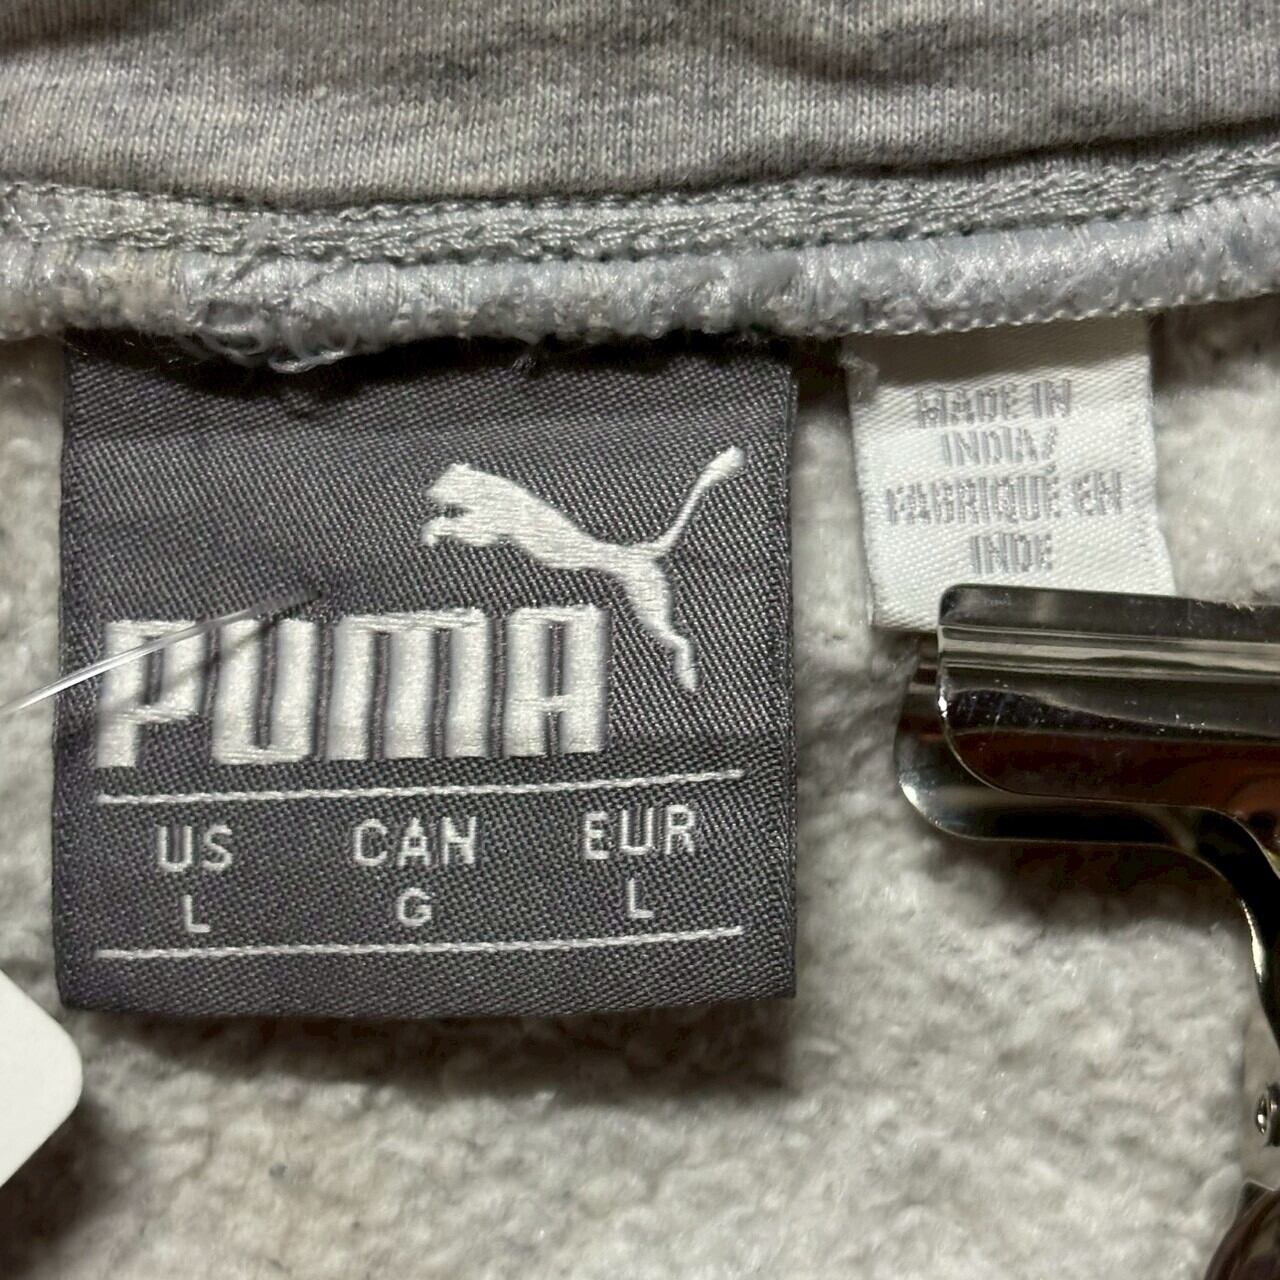 PUMA
US CAN EUR
L G L
MADE IN
INDIA/
FABRIQUÉ EN
INDE